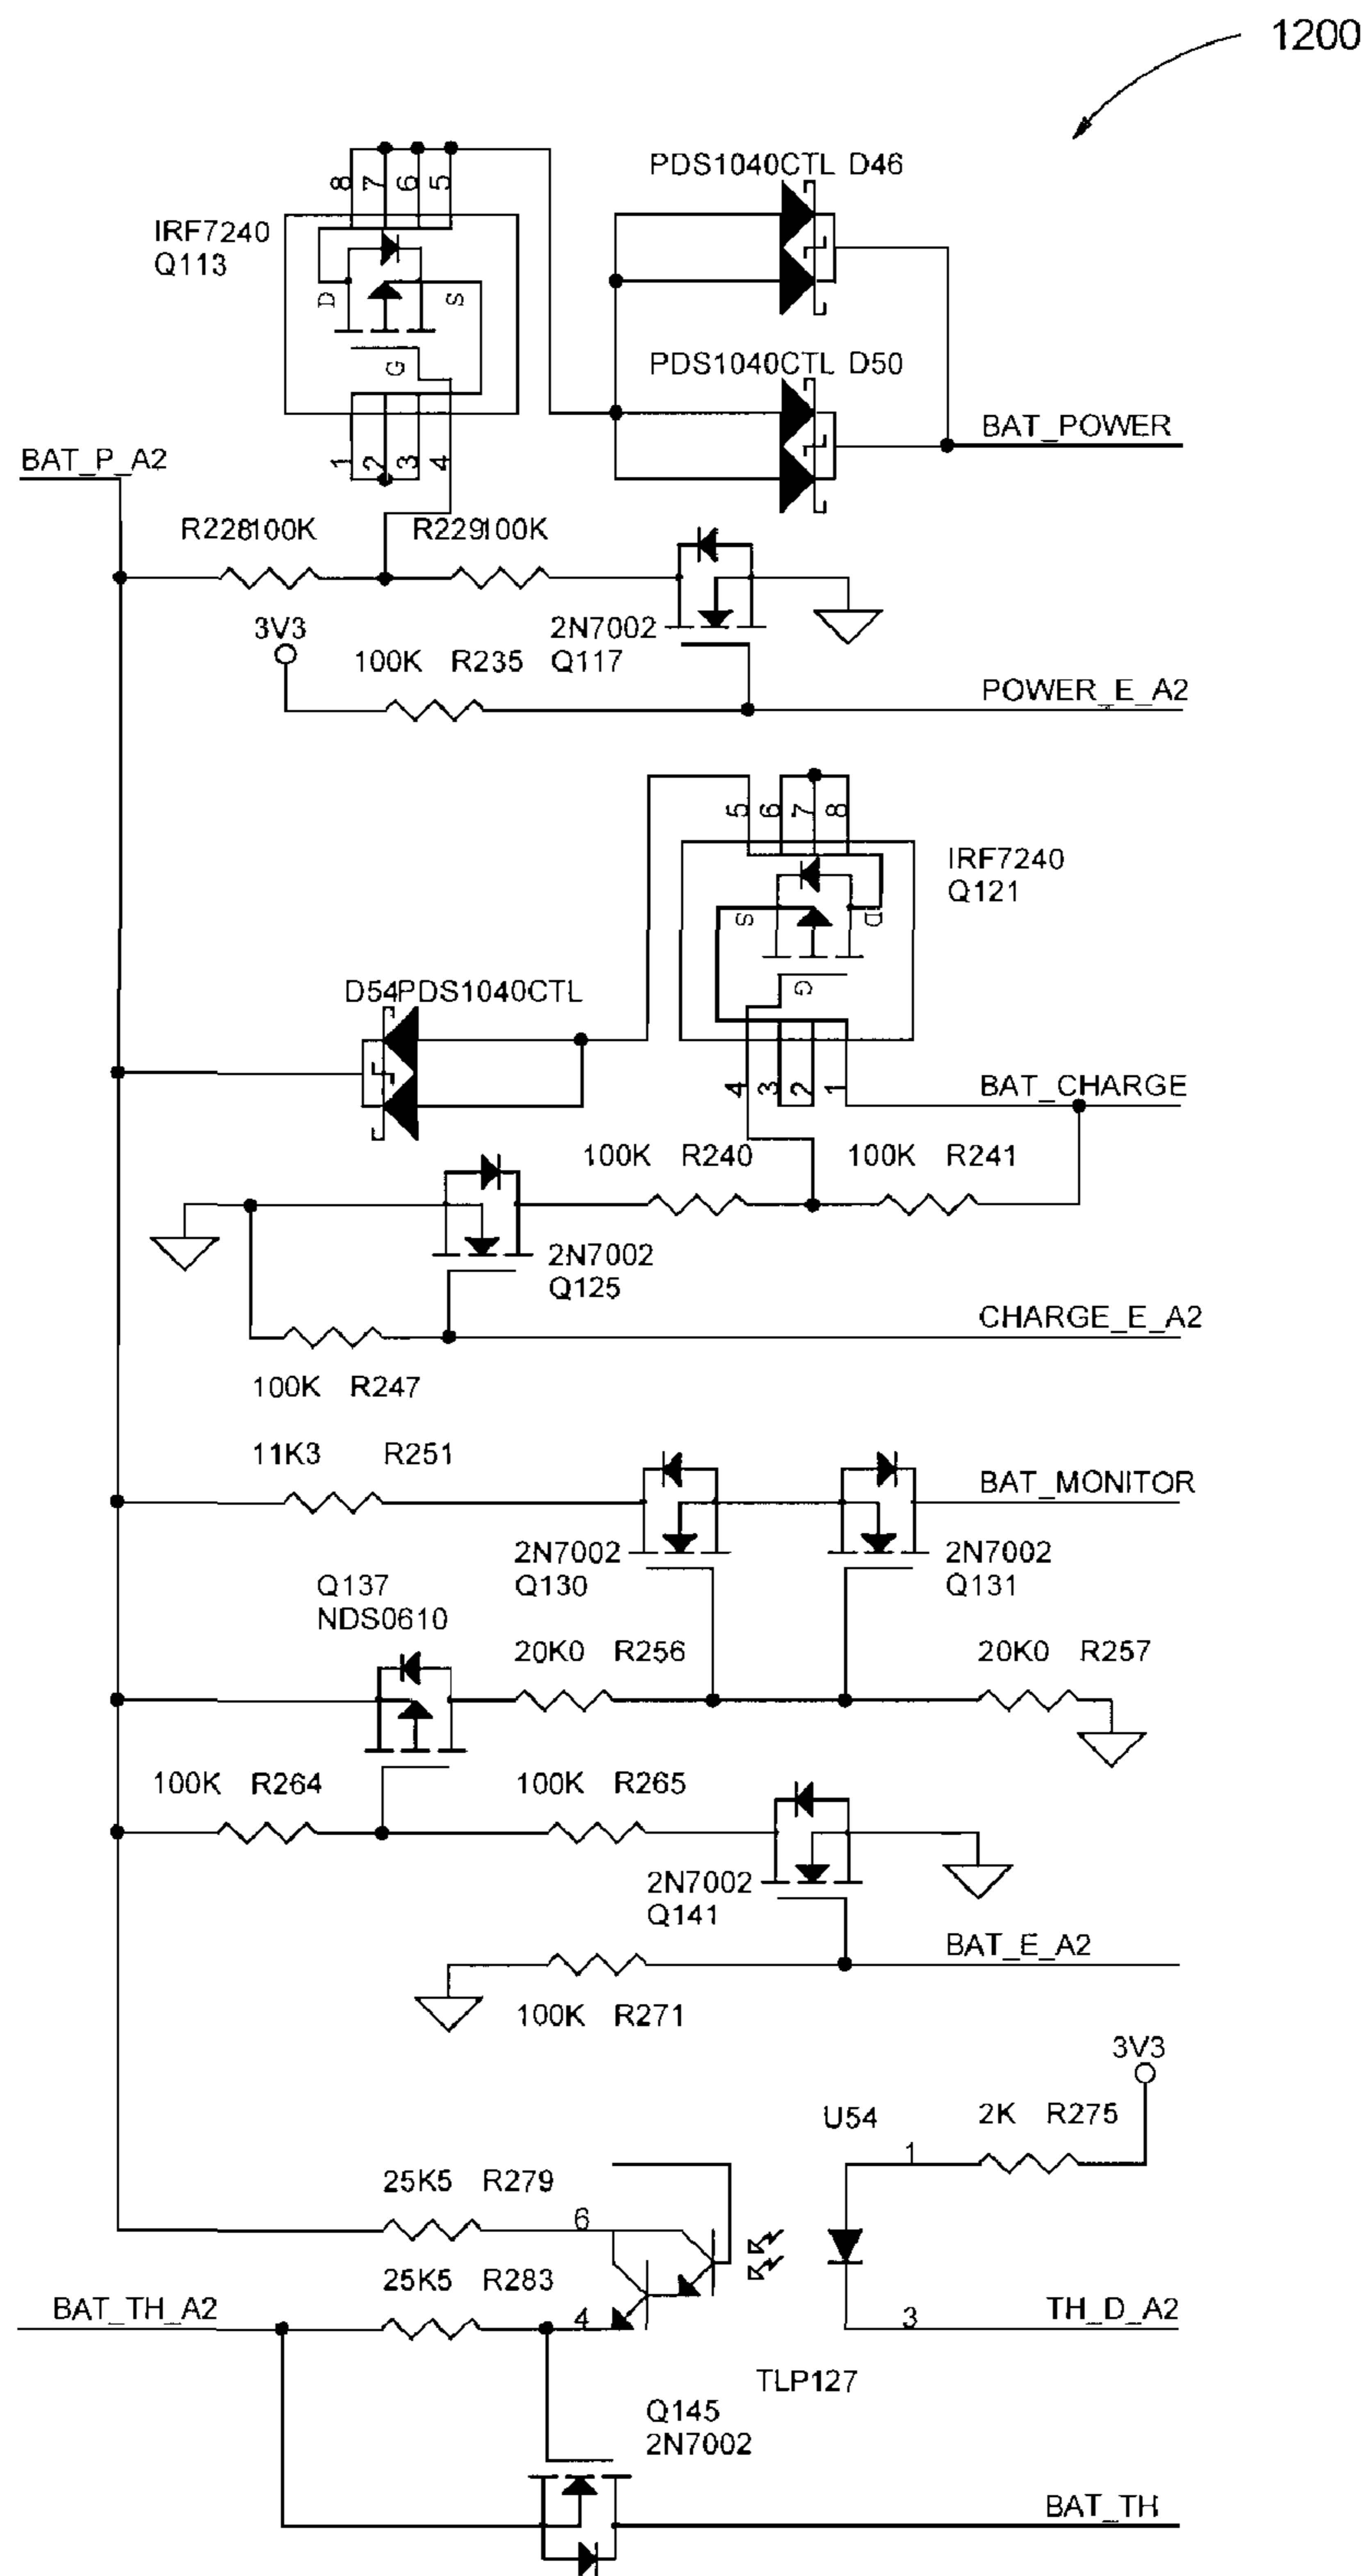 1200
PDS1040CTL D46
8 7 6 5
IRF7240
Q113
D S
G
PDS1040CTL D50
BAT_POWER
BAT_P_A2
1 2 3 4
R228100K R229100K
3V3
2N7002
Q117
100K R235
POWER_E_A2
5 6 7 8
IRF7240
Q121
S D
G
D54PDS1040CTL
4 3 2 1
BAT_CHARGE
100K R240 100K R241
2N7002
Q125
CHARGE_E_A2
100K R247
11K3 R251
BAT_MONITOR
2N7002
Q130
2N7002
Q131
Q137
NDS0610
20K0 R256 20K0 R257
100K R264 100K R265
2N7002
Q141
BAT_E_A2
100K R271
3V3
U54
2K R275
1
25K5 R279
6
25K5 R283
BAT_TH_A2
4
3
TH_D_A2
TLP127
Q145
2N7002
BAT_TH